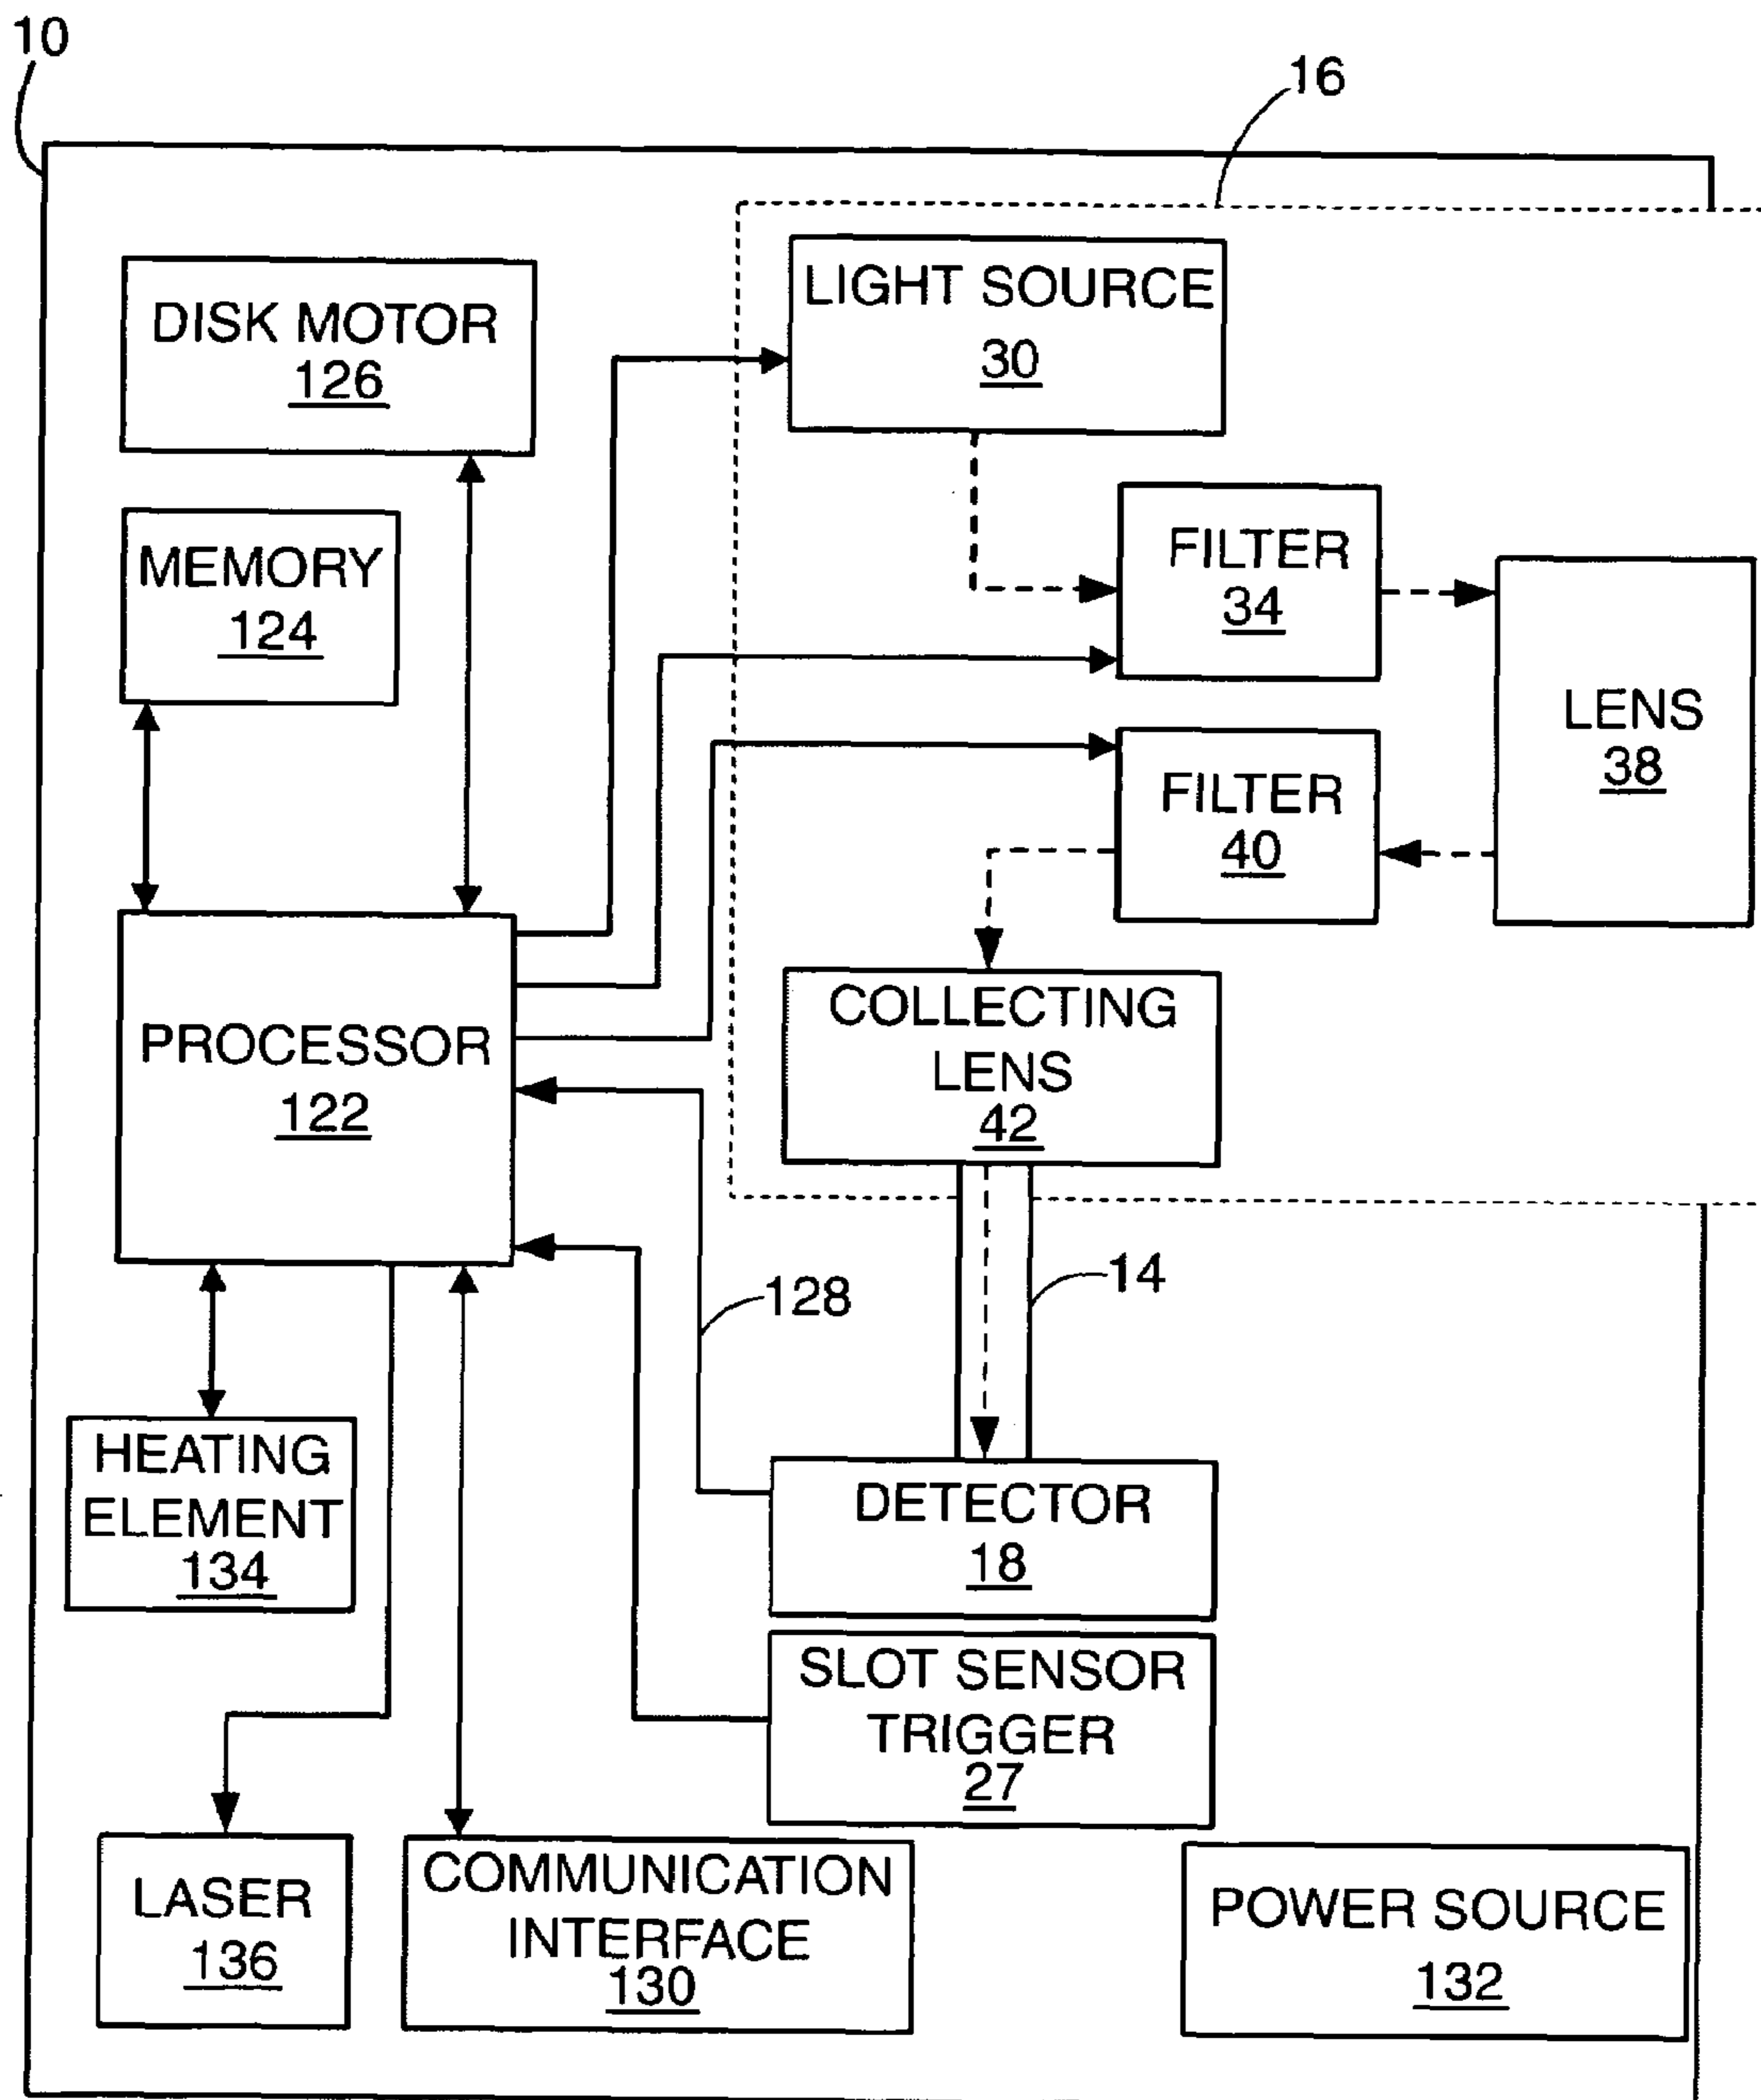 10
16
DISK MOTOR
126
LIGHT SOURCE
30
MEMORY
124
FILTER
34
LENS
38
FILTER
40
PROCESSOR
122
COLLECTING
LENS
42
128
14
HEATING
ELEMENT
134
DETECTOR
18
SLOT SENSOR
TRIGGER
27
LASER
136
COMMUNICATION
INTERFACE
130
POWER SOURCE
132